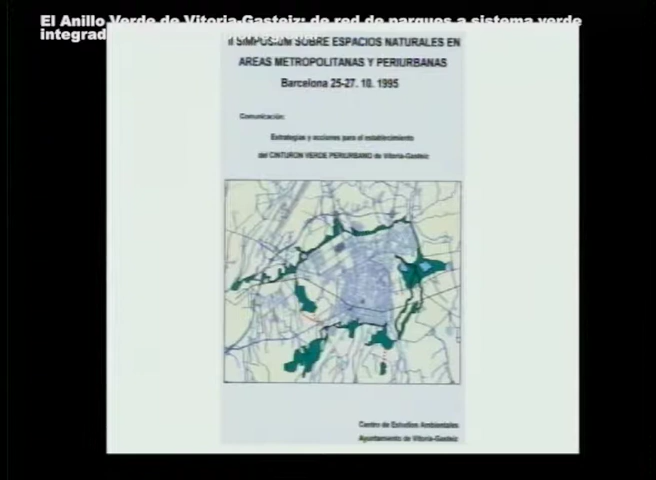 El Anillo Verde de Vitoria-Gasteiz: de red de parques a sistema verde
integrad
II SIMPOSIUM SOBRE ESPACIOS NATURALES EN
AREAS METROPOLITANAS Y PERIURBANAS
Barcelona 25-27. 10. 1995
Comunicación:
Estrategias y acciones para el establecimiento
del CINTURON VERDE PERIURBANO de Vitoria-Gasteiz
Centro de Estudios Ambientales
Ayuntamiento de Vitoria-Gasteiz